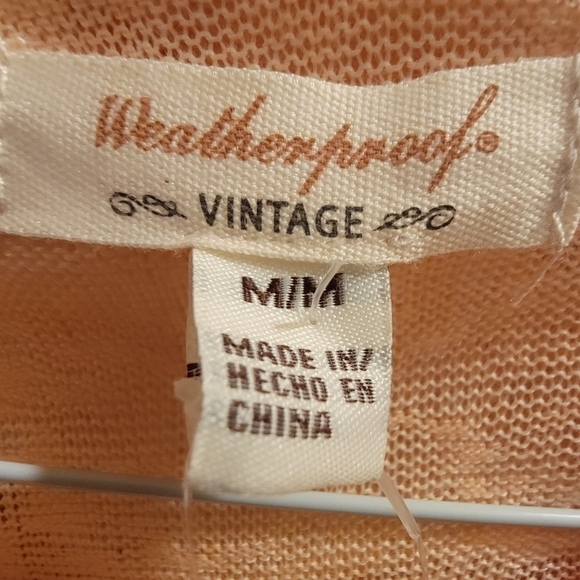 Weatherproof®
VINTAGE
M/M
MADE IN/
HECHO EN
CHINA